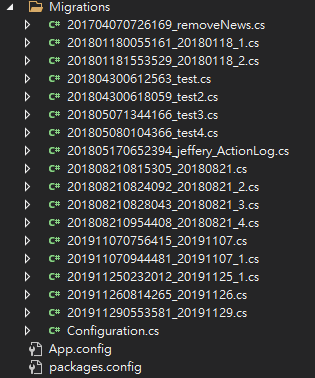 Migrations
C# 201704070726169_removeNews.cs
C# 201801180055161_20180118_1.cs
C# 201801181553529_20180118_2.cs
C# 201804300612563_test.cs
C# 201804300618059_test2.cs
C# 201805071344166_test3.cs
C# 201805080104366_test4.cs
C# 201805170652394_jeffery_ActionLog.cs
C# 201808210815305_20180821.cs
C# 201808210824092_20180821_2.cs
C# 201808210828043_20180821_3.cs
C# 201808210954408_20180821_4.cs
C# 201911070756415_20191107.cs
C# 201911070944481_20191107_1.cs
C# 201911250232012_20191125_1.cs
C# 201911260814265_20191126.cs
C# 201911290553581_20191129.cs
C# Configuration.cs
App.config
packages.config